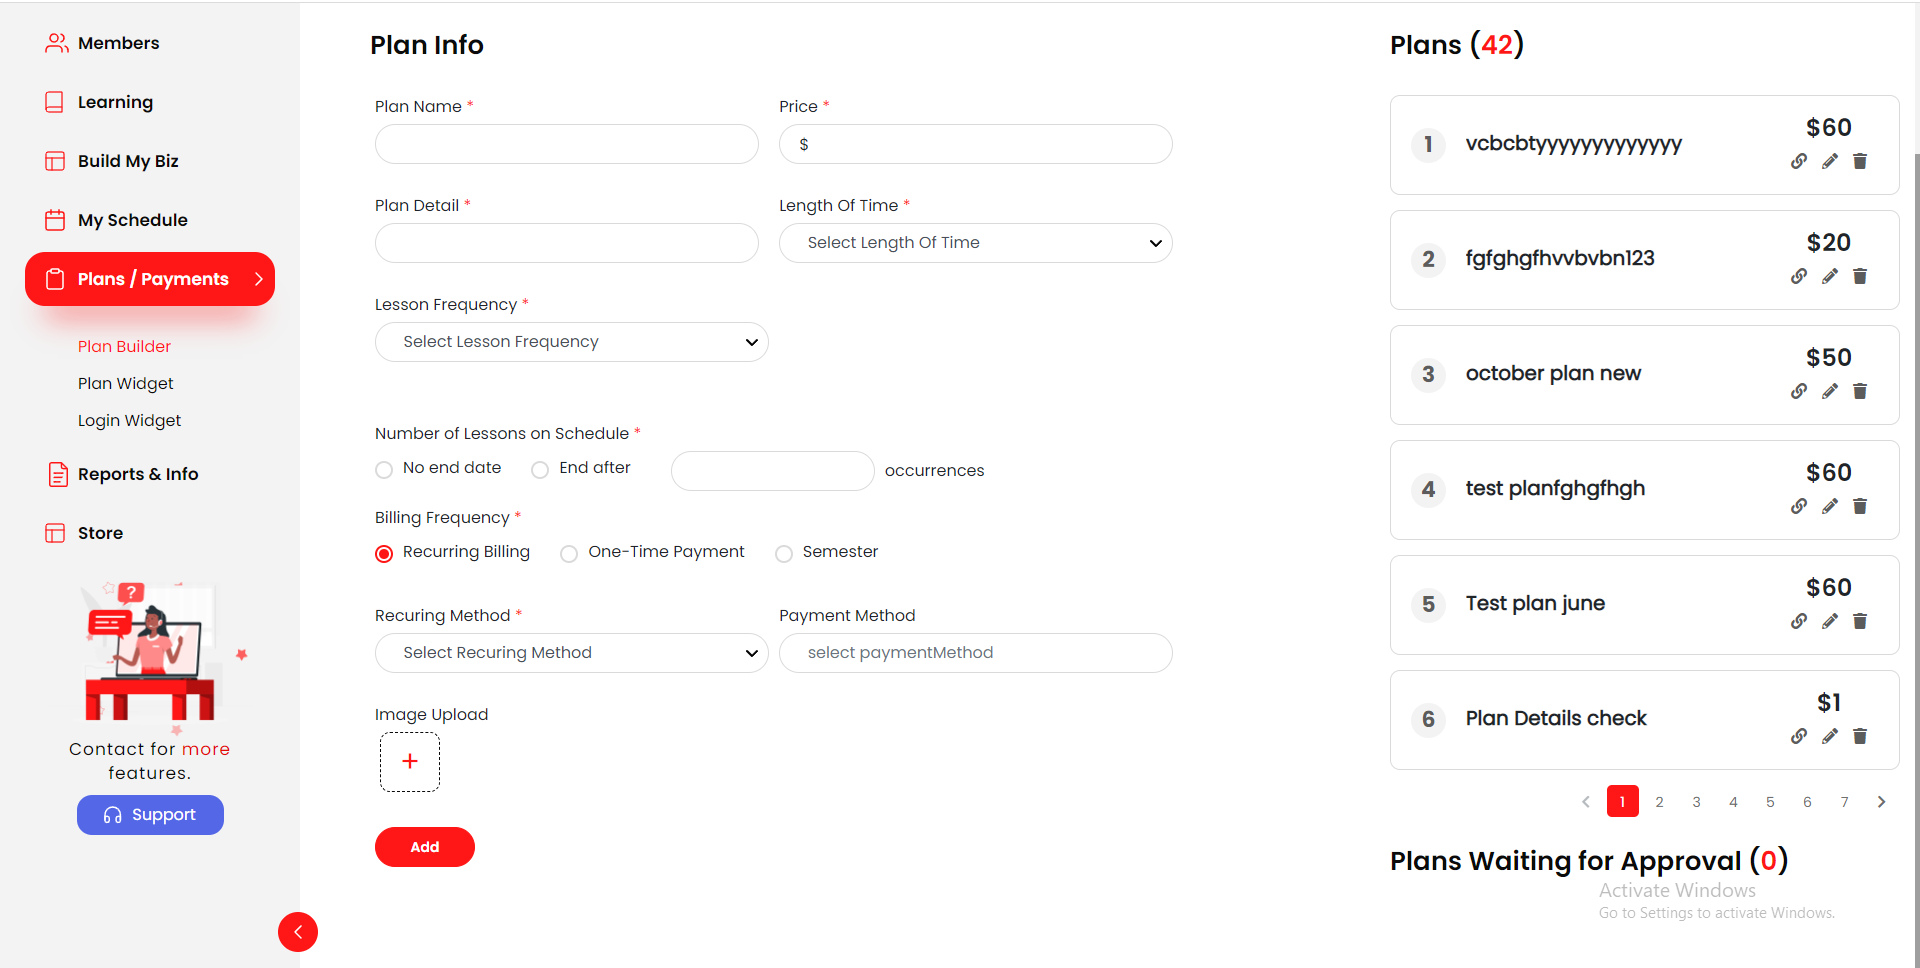 Members
Learning
Build My Biz
My Schedule
Plans / Payments
Plan Builder
Plan Widget
Login Widget
Reports & Info
Store
?
Contact for more
features.
Support
Plan Info
Plan Name *
Price *
$
Plan Detail *
Length Of Time *
Select Length Of Time
Lesson Frequency *
Select Lesson Frequency
Number of Lessons on Schedule *
No end date
End after
occurrences
Billing Frequency *
Recurring Billing
One-Time Payment
Semester
Recuring Method *
Payment Method
Select Recuring Method
select paymentMethod
Image Upload
+
Add
Plans (42)
1
vcbcbtyyyyyyyyyyyyy
$60
2
fgfghgfhvvbvbn123
$20
3
october plan new
$50
4
test planfghgfhgh
$60
5
Test plan june
$60
6
Plan Details check
$1
1 2 3 4 5 6 7
Plans Waiting for Approval (0)
Activate Windows
Go to Settings to activate Windows.